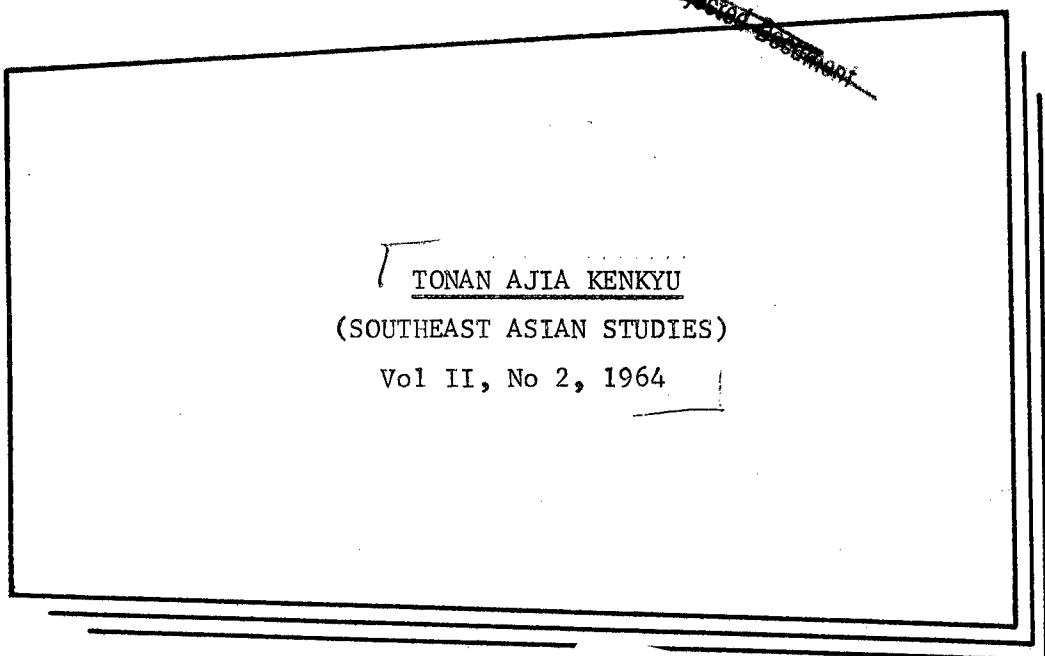 TONAN AJIA KENKYU
(SOUTHEAST ASIAN STUDIES)
Vol II, No 2, 1964